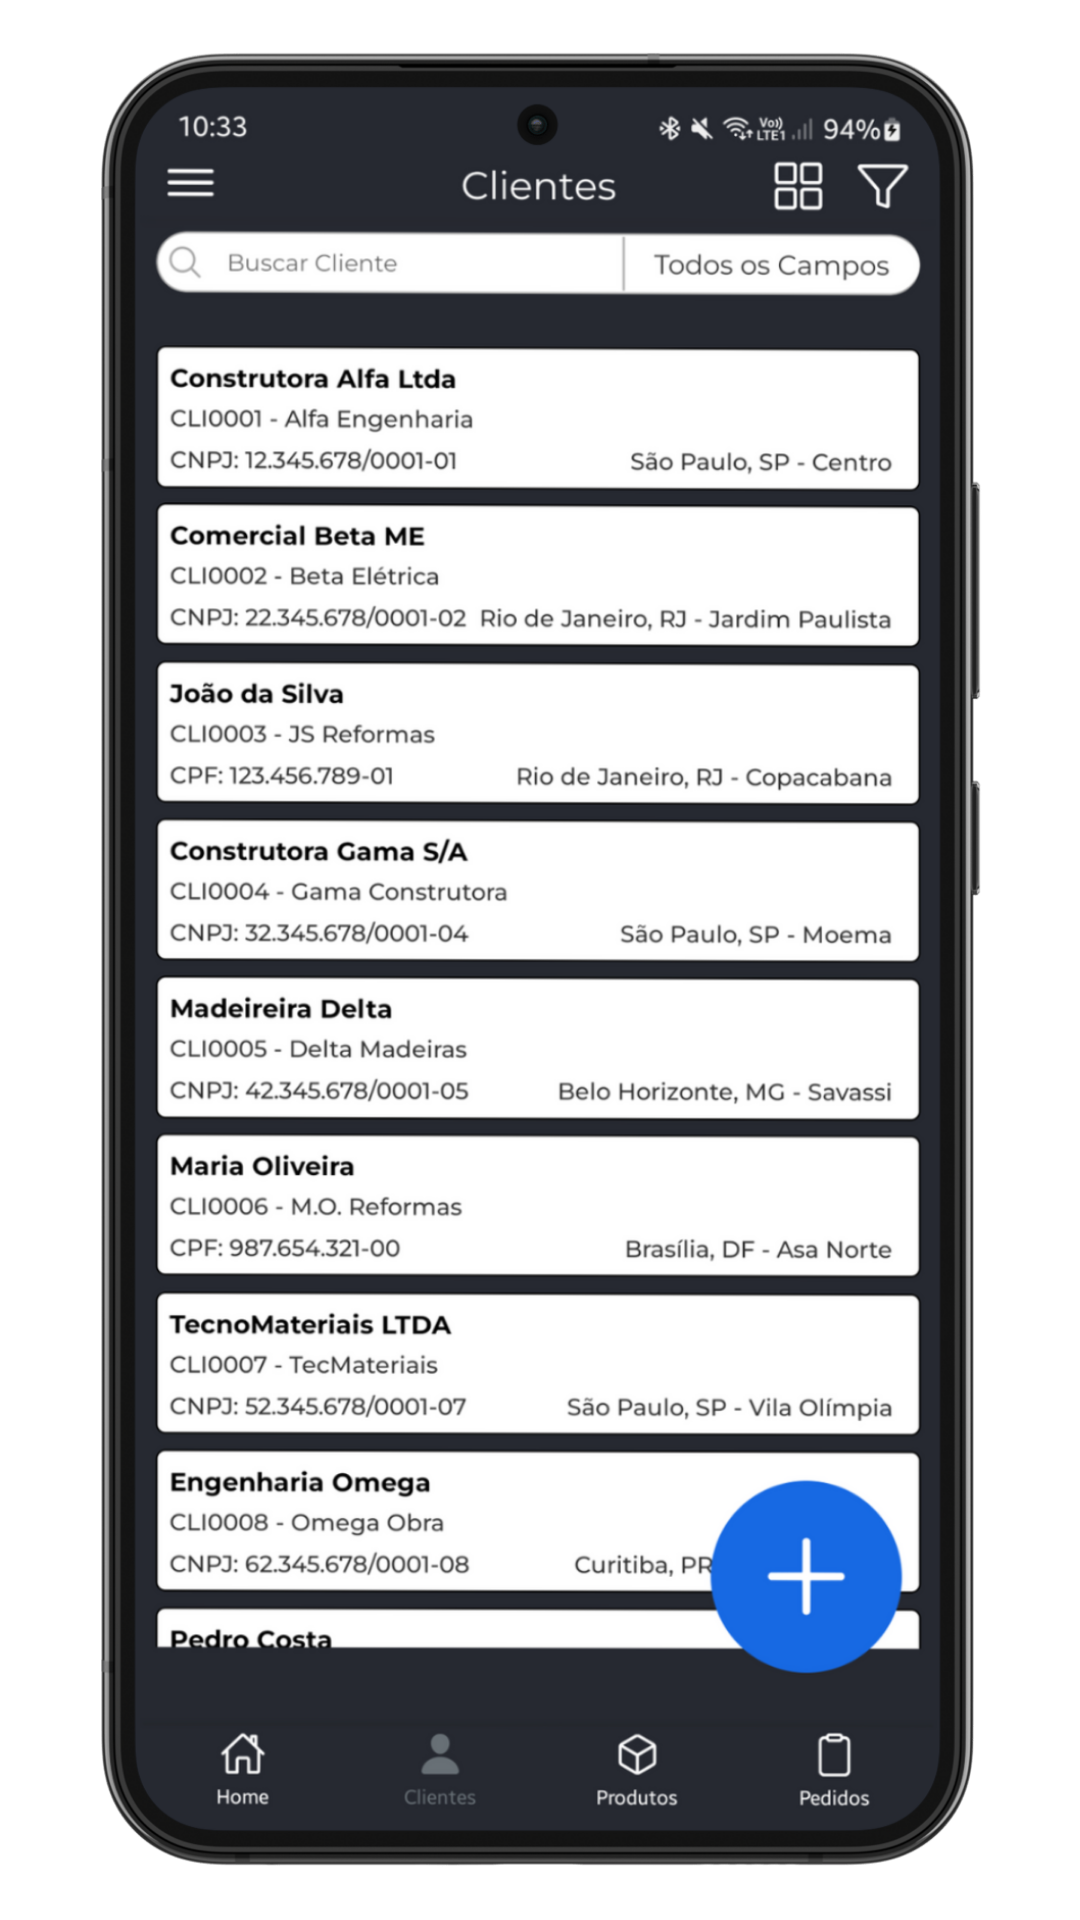 10:33
Vo))
LTE1
94%
Clientes
Buscar Cliente
Todos os Campos
Construtora Alfa Ltda
CLI0001 - Alfa Engenharia
CNPJ: 12.345.678/0001-01 São Paulo, SP - Centro
Comercial Beta ME
CLI0002 - Beta Elétrica
CNPJ: 22.345.678/0001-02 Rio de Janeiro, RJ - Jardim Paulista
João da Silva
CLI0003 - JS Reformas
CPF: 123.456.789-01 Rio de Janeiro, RJ - Copacabana
Construtora Gama S/A
CLI0004 - Gama Construtora
CNPJ: 32.345.678/0001-04 São Paulo, SP - Moema
Madeireira Delta
CLI0005 - Delta Madeiras
CNPJ: 42.345.678/0001-05 Belo Horizonte, MG - Savassi
Maria Oliveira
CLI0006 - M.O. Reformas
CPF: 987.654.321-00 Brasília, DF - Asa Norte
TecnoMateriais LTDA
CLI0007 - TecMateriais
CNPJ: 52.345.678/0001-07 São Paulo, SP - Vila Olímpia
Engenharia Omega
CLI0008 - Omega Obra
CNPJ: 62.345.678/0001-08 Curitiba, PR
Pedro Costa
Home Clientes Produtos Pedidos